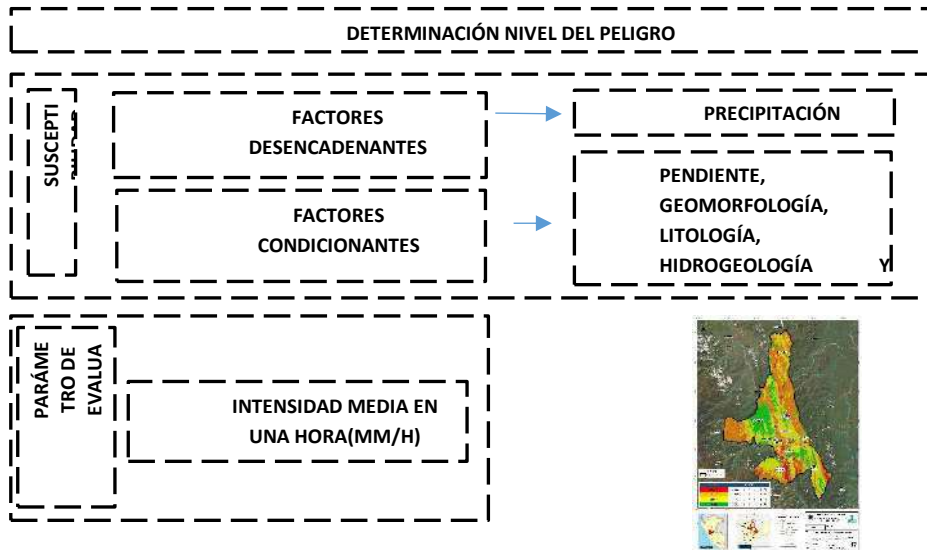 DETERMINACIÓN NIVEL DEL PELIGRO
SUSCEPTI
FACTORES
DESENCADENANTES
PRECIPITACIÓN
FACTORES
CONDICIONANTES
PENDIENTE,
GEOMORFOLOGÍA,
LITOLOGÍA,
HIDROGEOLOGÍA Y
PARÁME
TRO DE
EVALUA
INTENSIDAD MEDIA EN
UNA HORA(MM/H)